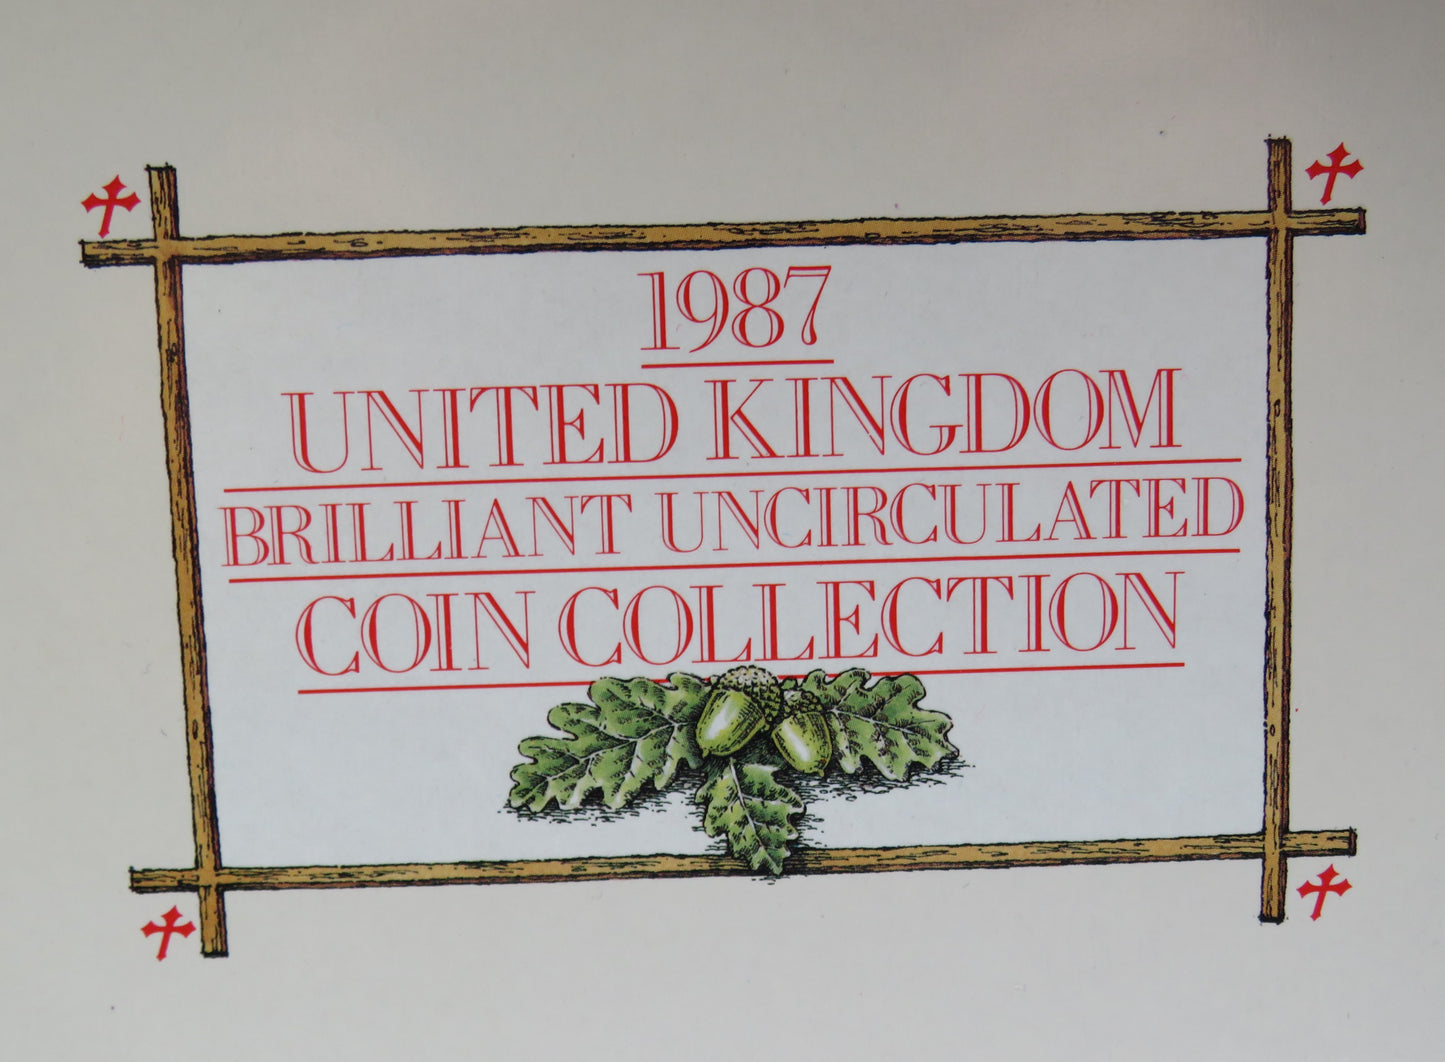 1987
UNITED KINGDOM
BRILLIANT UNCIRCULATED
COIN COLLECTION